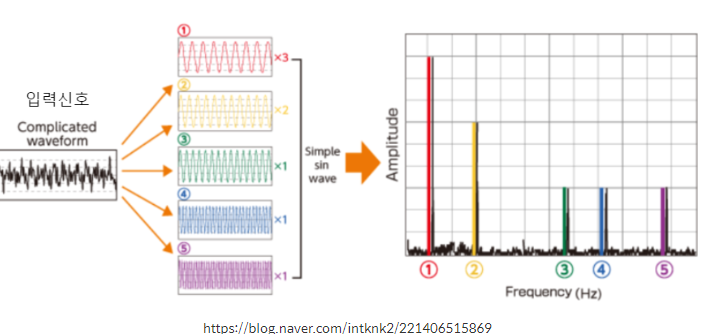 입력신호
Complicated
waveform
①
×3
②
×2
③
×1
④
×1
⑤
×1
Simple
sin
wave
Amplitude
① ② ③ ④ ⑤
Frequency (Hz)
https://blog.naver.com/intknk2/221406515869